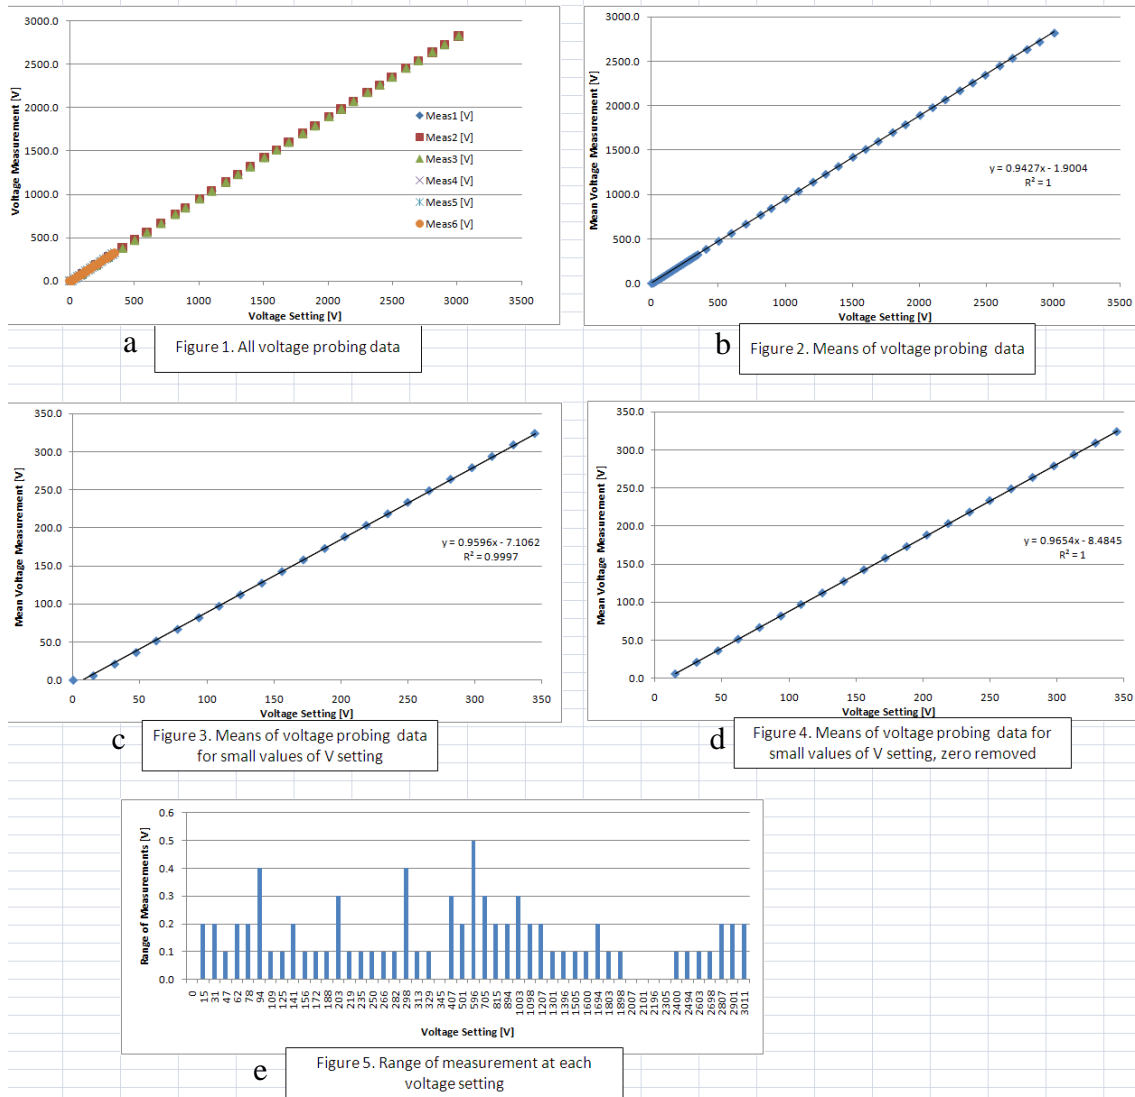 3000.0
2500.0
2000.0
1500.0
1000.0
500.0
0.0
Voltage Measurement [V]
Meas1 [V]
Meas2 [V]
Meas3 [V]
Meas4 [V]
Meas5 [V]
Meas6 [V]
0 500 1000 1500 2000 2500 3000 3500
Voltage Setting [V]
a
Figure 1. All voltage probing data
3000.0
2500.0
2000.0
1500.0
1000.0
500.0
0.0
Mean Voltage Measurement [V]
y = 0.9427x - 1.9004
R² = 1
0 500 1000 1500 2000 2500 3000 3500
Voltage Setting [V]
b
Figure 2. Means of voltage probing data
350.0
300.0
250.0
200.0
150.0
100.0
50.0
0.0
Mean Voltage Measurement [V]
y = 0.9596x - 7.1062
R² = 0.9997
0 50 100 150 200 250 300 350
Voltage Setting [V]
c
Figure 3. Means of voltage probing data
for small values of V setting
350.0
300.0
250.0
200.0
150.0
100.0
50.0
0.0
Mean Voltage Measurement [V]
y = 0.9654x - 8.4845
R² = 1
0 50 100 150 200 250 300 350
Voltage Setting [V]
d
Figure 4. Means of voltage probing data for
small values of V setting, zero removed
0.6
0.5
0.4
0.3
0.2
0.1
0.0
Range of Measurements [V]
0 15 31 47 62 78 94 109 125 141 156 172 188 203 219 235 250 266 282 298 313 329 345 407 501 596 705 815 894 1003 1098 1207 1301 1396 1505 1600 1694 1803 1898 2007 2101 2196 2305 2400 2494 2603 2698 2807 2901 3011
Voltage Setting [V]
e
Figure 5. Range of measurement at each
voltage setting